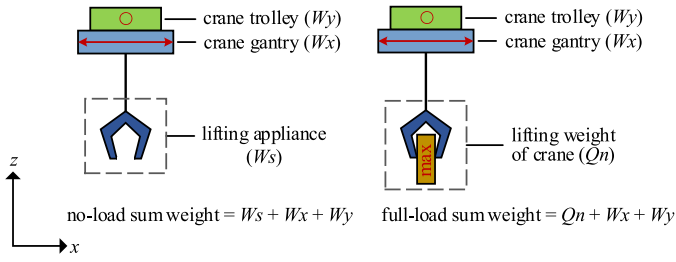 crane trolley (Wy)
crane gantry (Wx)
lifting appliance
(Ws)
no-load sum weight = Ws + Wx + Wy
crane trolley (Wy)
crane gantry (Wx)
max
lifting weight
of crane (Qn)
full-load sum weight = Qn + Wx + Wy
z
x